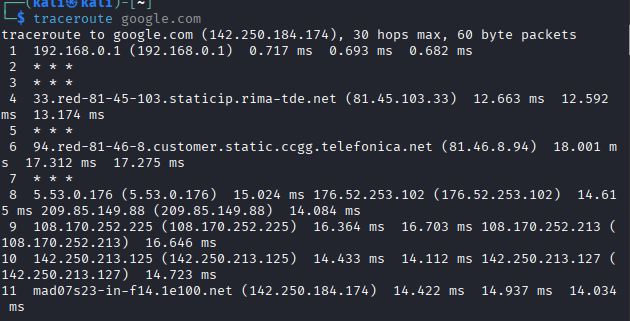 ┌──(kali㉿kali)-[~]
└─$ traceroute google.com
traceroute to google.com (142.250.184.174), 30 hops max, 60 byte packets
 1  192.168.0.1 (192.168.0.1)  0.717 ms  0.693 ms  0.682 ms
 2  * * *
 3  * * *
 4  33.red-81-45-103.staticip.rima-tde.net (81.45.103.33)  12.663 ms  12.592
ms  13.174 ms
 5  * * *
 6  94.red-81-46-8.customer.static.ccgg.telefonica.net (81.46.8.94)  18.001 m
s  17.312 ms  17.275 ms
 7  * * *
 8  5.53.0.176 (5.53.0.176)  15.024 ms 176.52.253.102 (176.52.253.102)  14.61
5 ms 209.85.149.88 (209.85.149.88)  14.084 ms
 9  108.170.252.225 (108.170.252.225)  16.364 ms  16.703 ms 108.170.252.213 (
108.170.252.213)  16.646 ms
10  142.250.213.125 (142.250.213.125)  14.433 ms  14.112 ms 142.250.213.127 (
142.250.213.127)  14.723 ms
11  mad07s23-in-f14.1e100.net (142.250.184.174)  14.422 ms  14.937 ms  14.034
 ms